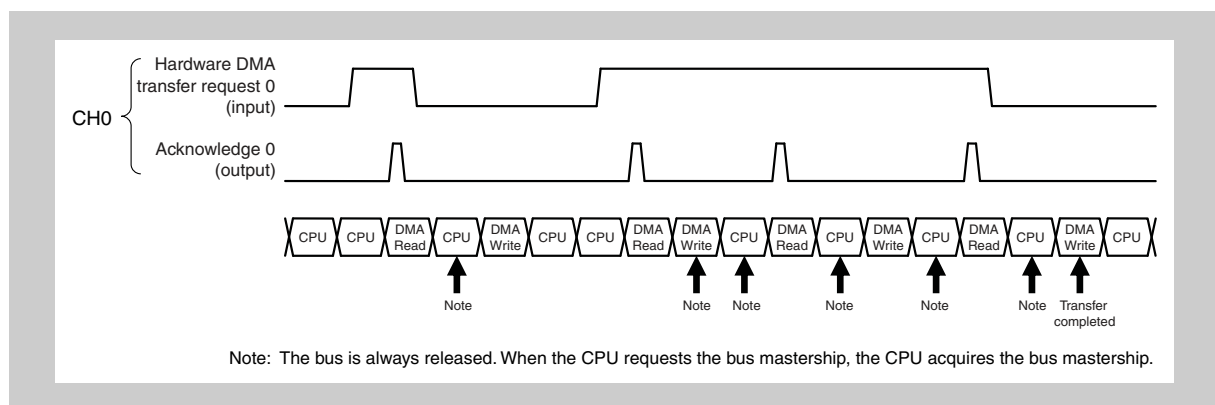 Hardware DMA
transfer request 0
(input)
CH0
Acknowledge 0
(output)
CPU CPU DMA Read CPU DMA Write CPU CPU DMA Read DMA Write CPU DMA Read CPU DMA Write CPU DMA Read CPU DMA Write CPU
Note Note Note Note Note Note Transfer completed
Note: The bus is always released. When the CPU requests the bus mastership, the CPU acquires the bus mastership.